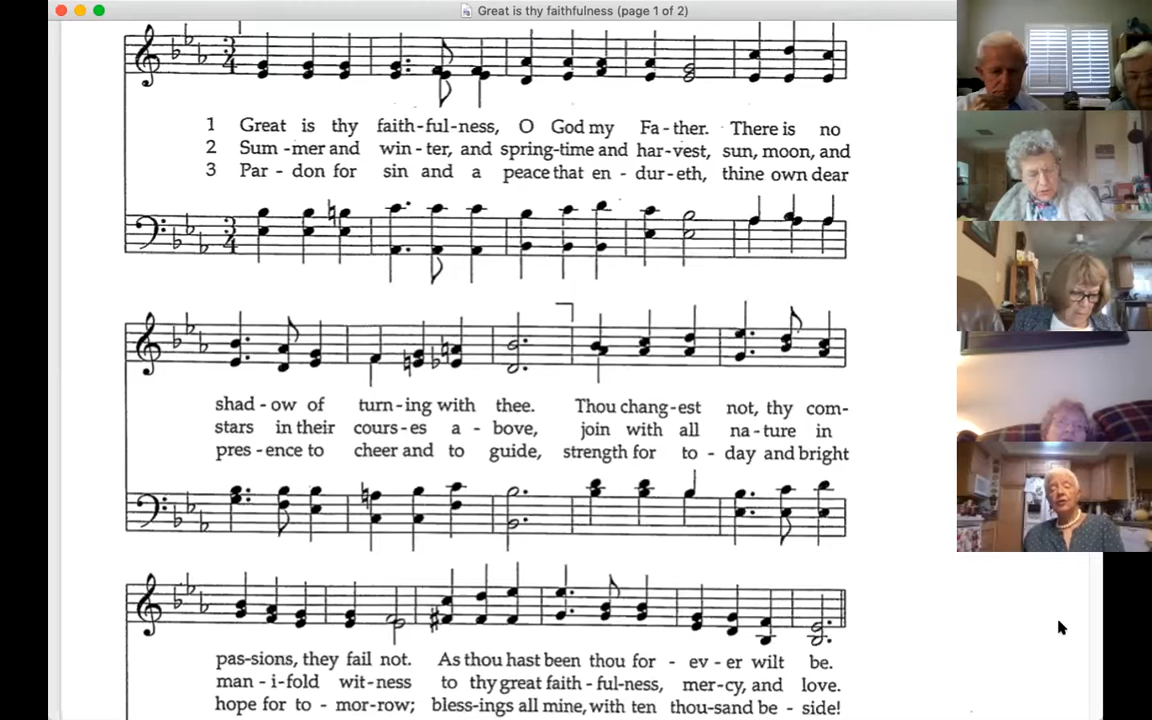 Great is thy faithfulness (page 1 of 2)
1 Great is thy faith-ful-ness, O God my Fa-ther. There is no
2 Sum-mer and win-ter, and spring-time and har-vest, sun, moon, and
3 Par-don for sin and a peace that en-dur-eth, thine own dear
shad-ow of turn-ing with thee. Thou chang-est not, thy com-
stars in their cours-es a-bove, join with all na-ture in
pres-ence to cheer and to guide, strength for to-day and bright
pas-sions, they fail not. As thou hast been thou for-ev-er wilt be.
man-i-fold wit-ness to thy great faith-ful-ness, mer-cy, and love.
hope for to-mor-row; bless-ings all mine, with ten thou-sand be-side!